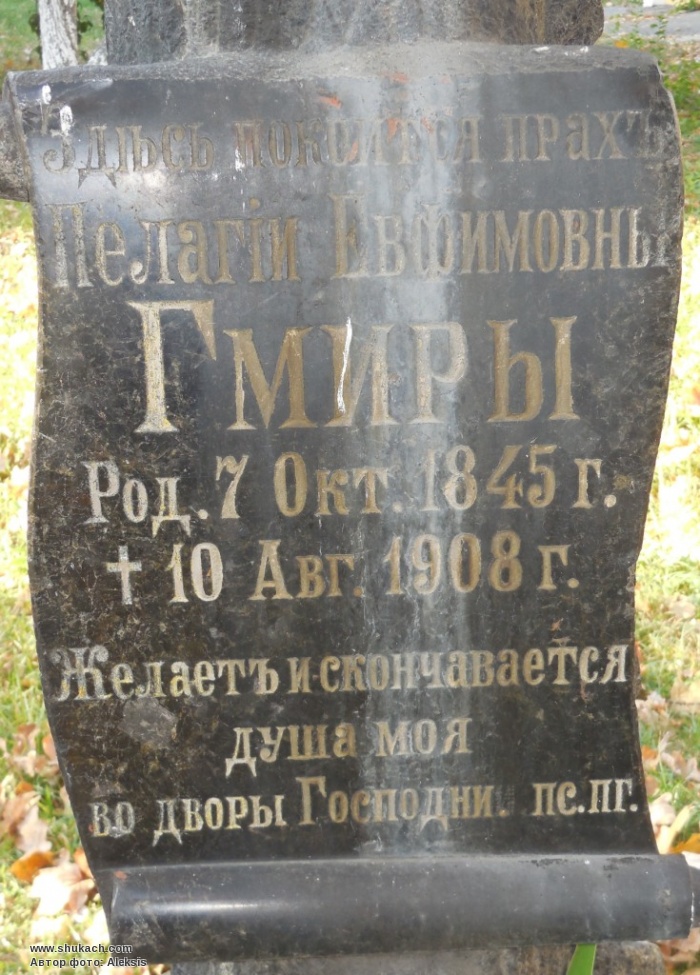 Здѣсь покоится прахъ
Пелагіи Евфимовны
Гмиры
Род. 7 Окт. 1845 г.
† 10 Авг. 1908 г.
Желаетъ и скончавается
душа моя
во дворы Господни. пс. пг.
www.shukach.com
Автор фото: Aleksis